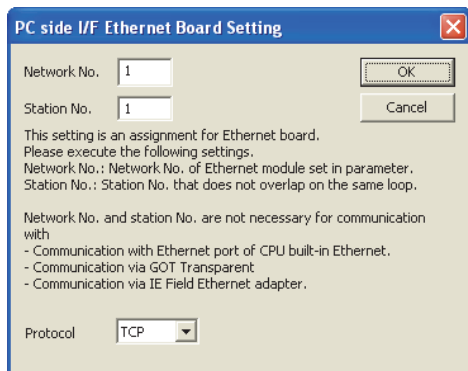 PC side I/F Ethernet Board Setting
Network No. 1
OK
Station No. 1
Cancel
This setting is an assignment for Ethernet board.
Please execute the following settings.
Network No.: Network No. of Ethernet module set in parameter.
Station No.: Station No. that does not overlap on the same loop.
Network No. and station No. are not necessary for communication
with
- Communication with Ethernet port of CPU built-in Ethernet.
- Communication via GOT Transparent
- Communication via IE Field Ethernet adapter.
Protocol TCP